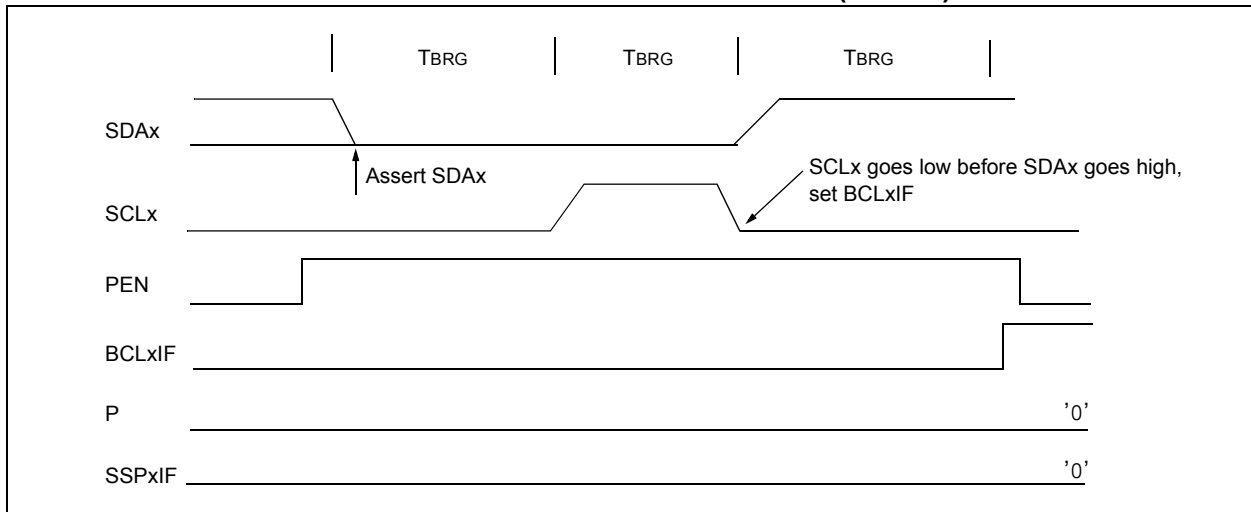 TBRG TBRG TBRG
SDAx
Assert SDAx
SCLx goes low before SDAx goes high,
set BCLxIF
SCLx
PEN
BCLxIF
P '0'
SSPxIF '0'